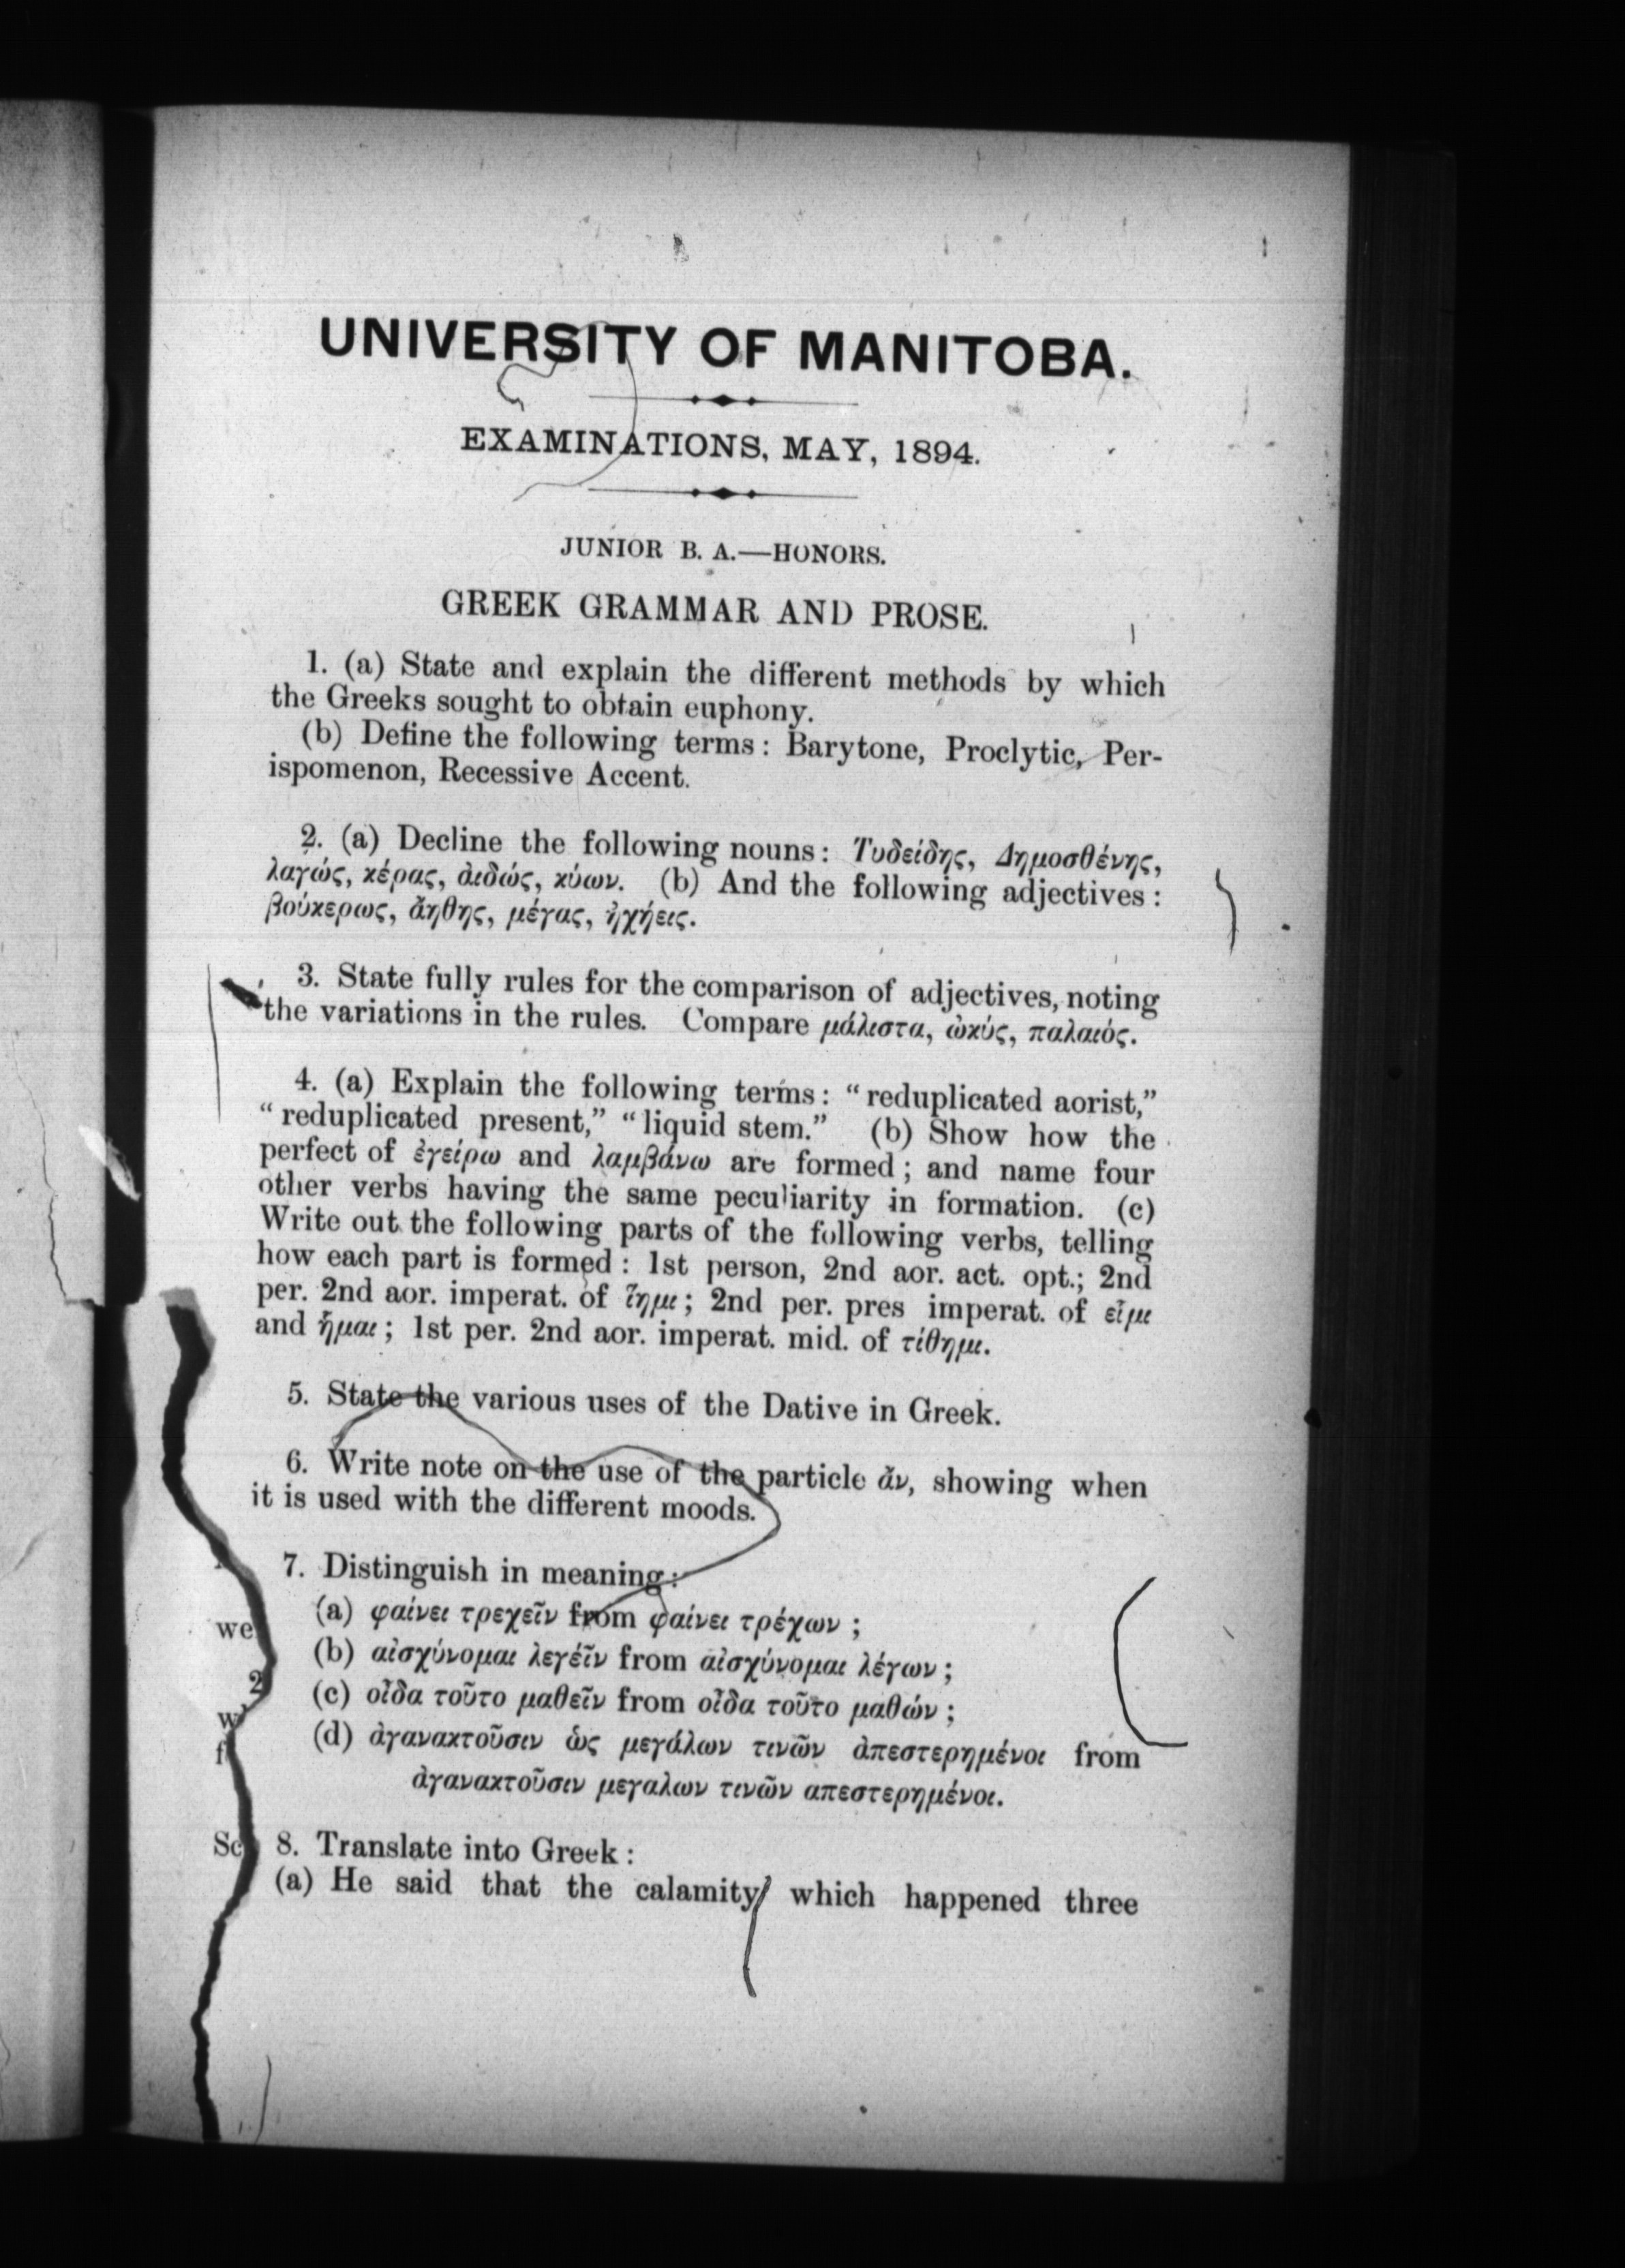 UNIVERSITY OF MANITOBA.
EXAMINATIONS, MAY, 1894.
JUNIOR B. A.—HONORS.
GREEK GRAMMAR AND PROSE.
1. (a) State and explain the different methods by which
the Greeks sought to obtain euphony.
(b) Define the following terms: Barytone, Proclytic, Per-
ispomenon, Recessive Accent.
2. (a) Decline the following nouns: Τυδείδης, Δημοσθένης,
λαγώς, κέρας, ἀιδώς, κύων. (b) And the following adjectives:
βούκερως, ἄηθης, μέγας, ἠχήεις.
3. State fully rules for the comparison of adjectives, noting
the variations in the rules. Compare μάλιστα, ὠκύς, παλαιός.
4. (a) Explain the following terms: “reduplicated aorist,”
“reduplicated present,” “liquid stem.” (b) Show how the
perfect of ἐγείρω and λαμβάνω are formed; and name four
other verbs having the same peculiarity in formation. (c)
Write out the following parts of the following verbs, telling
how each part is formed: 1st person, 2nd aor. act. opt.; 2nd
per. 2nd aor. imperat. of ἵημι; 2nd per. pres imperat. of εἶμι
and ἧμαι; 1st per. 2nd aor. imperat. mid. of τίθημι.
5. State the various uses of the Dative in Greek.
6. Write note on the use of the particle ἄν, showing when
it is used with the different moods.
7. Distinguish in meaning:
(a) φαίνει τρεχεῖν from φαίνει τρέχων;
we
(b) αἰσχύνομαι λεγέῖν from αἰσχύνομαι λέγων;
2
(c) οἶδα τοῦτο μαθεῖν from οἶδα τοῦτο μαθών;
(d) ἀγανακτοῦσιν ὡς μεγάλων τινῶν ἀπεστερημένοι from
ἀγανακτοῦσιν μεγαλων τινῶν απεστερημένοι.
Sc
8. Translate into Greek:
(a) He said that the calamity which happened three